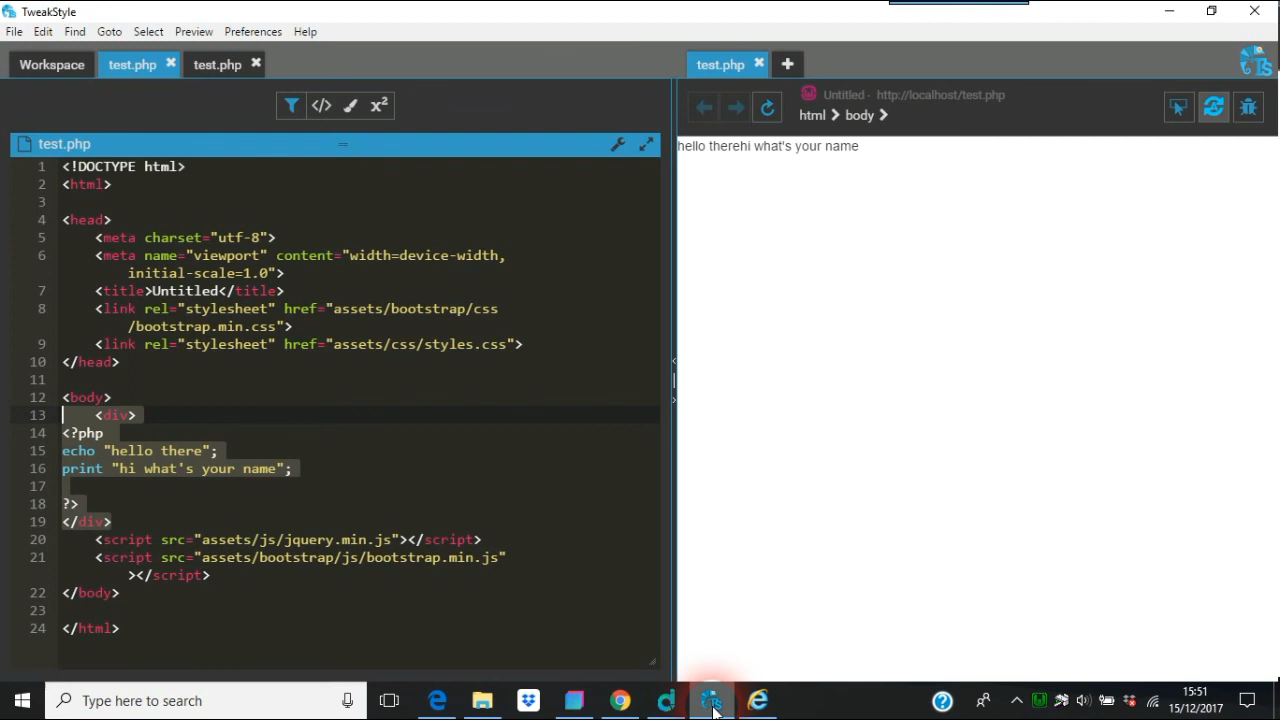 TweakStyle
File Edit Find Goto Select Preview Preferences Help
Workspace test.php test.php
test.php
Untitled - http://localhost/test.php
html body
test.php
1 <!DOCTYPE html>
2 <html>
3
4 <head>
5 <meta charset="utf-8">
6 <meta name="viewport" content="width=device-width,
initial-scale=1.0">
7 <title>Untitled</title>
8 <link rel="stylesheet" href="assets/bootstrap/css
/bootstrap.min.css">
9 <link rel="stylesheet" href="assets/css/styles.css">
10 </head>
11
12 <body>
13 <div>
14 <?php
15 echo "hello there";
16 print "hi what's your name";
17
18 ?>
19 </div>
20 <script src="assets/js/jquery.min.js"></script>
21 <script src="assets/bootstrap/js/bootstrap.min.js"
></script>
22 </body>
23
24 </html>
hello therehi what's your name
Type here to search
15:51
15/12/2017